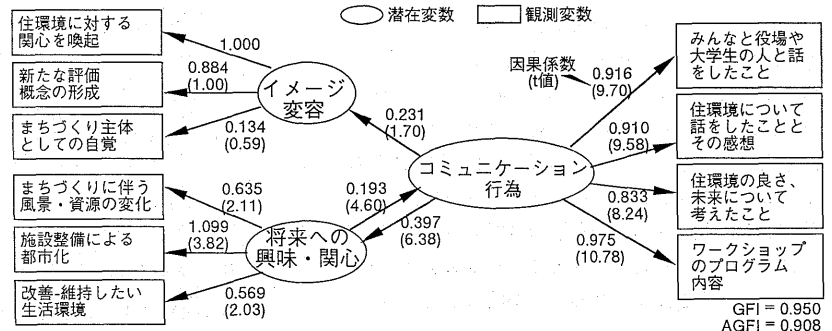 潜在変数
観測変数
住環境に対する
関心を喚起
1.000
新たな評価
概念の形成
0.884
(1.00)
イメージ
変容
まちづくり主体
としての自覚
0.134
(0.59)
0.231
(1.70)
因果係数
(t値)
0.916
(9.70)
みんなと役場や
大学生の人と話
をしたこと
0.910
(9.58)
住環境について
話をしたことと
その感想
コミュニケーション
行為
0.833
(8.24)
住環境の良さ、
未来について
考えたこと
0.975
(10.78)
ワークショップ
のプログラム
内容
まちづくりに伴う
風景・資源の変化
0.635
(2.11)
0.193
(4.60)
0.397
(6.38)
施設整備による
都市化
1.099
(3.82)
将来への
興味・関心
改善-維持したい
生活環境
0.569
(2.03)
GFI = 0.950
AGFI = 0.908